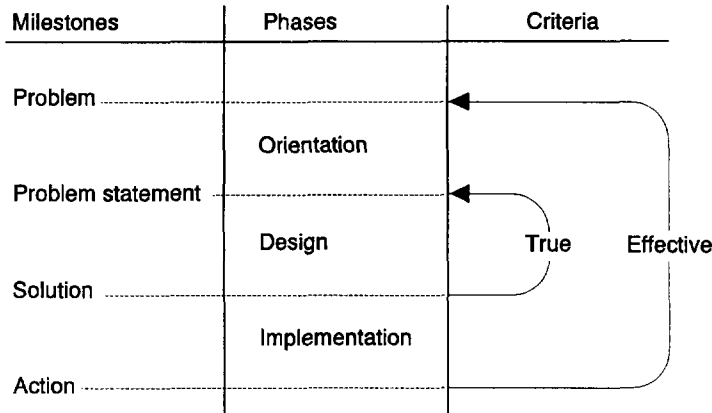 Milestones Phases Criteria
Problem
Orientation
Problem statement
Design True Effective
Solution
Implementation
Action